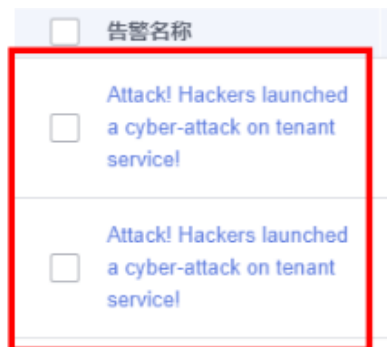 告警名称
Attack! Hackers launched
a cyber-attack on tenant
service!
Attack! Hackers launched
a cyber-attack on tenant
service!